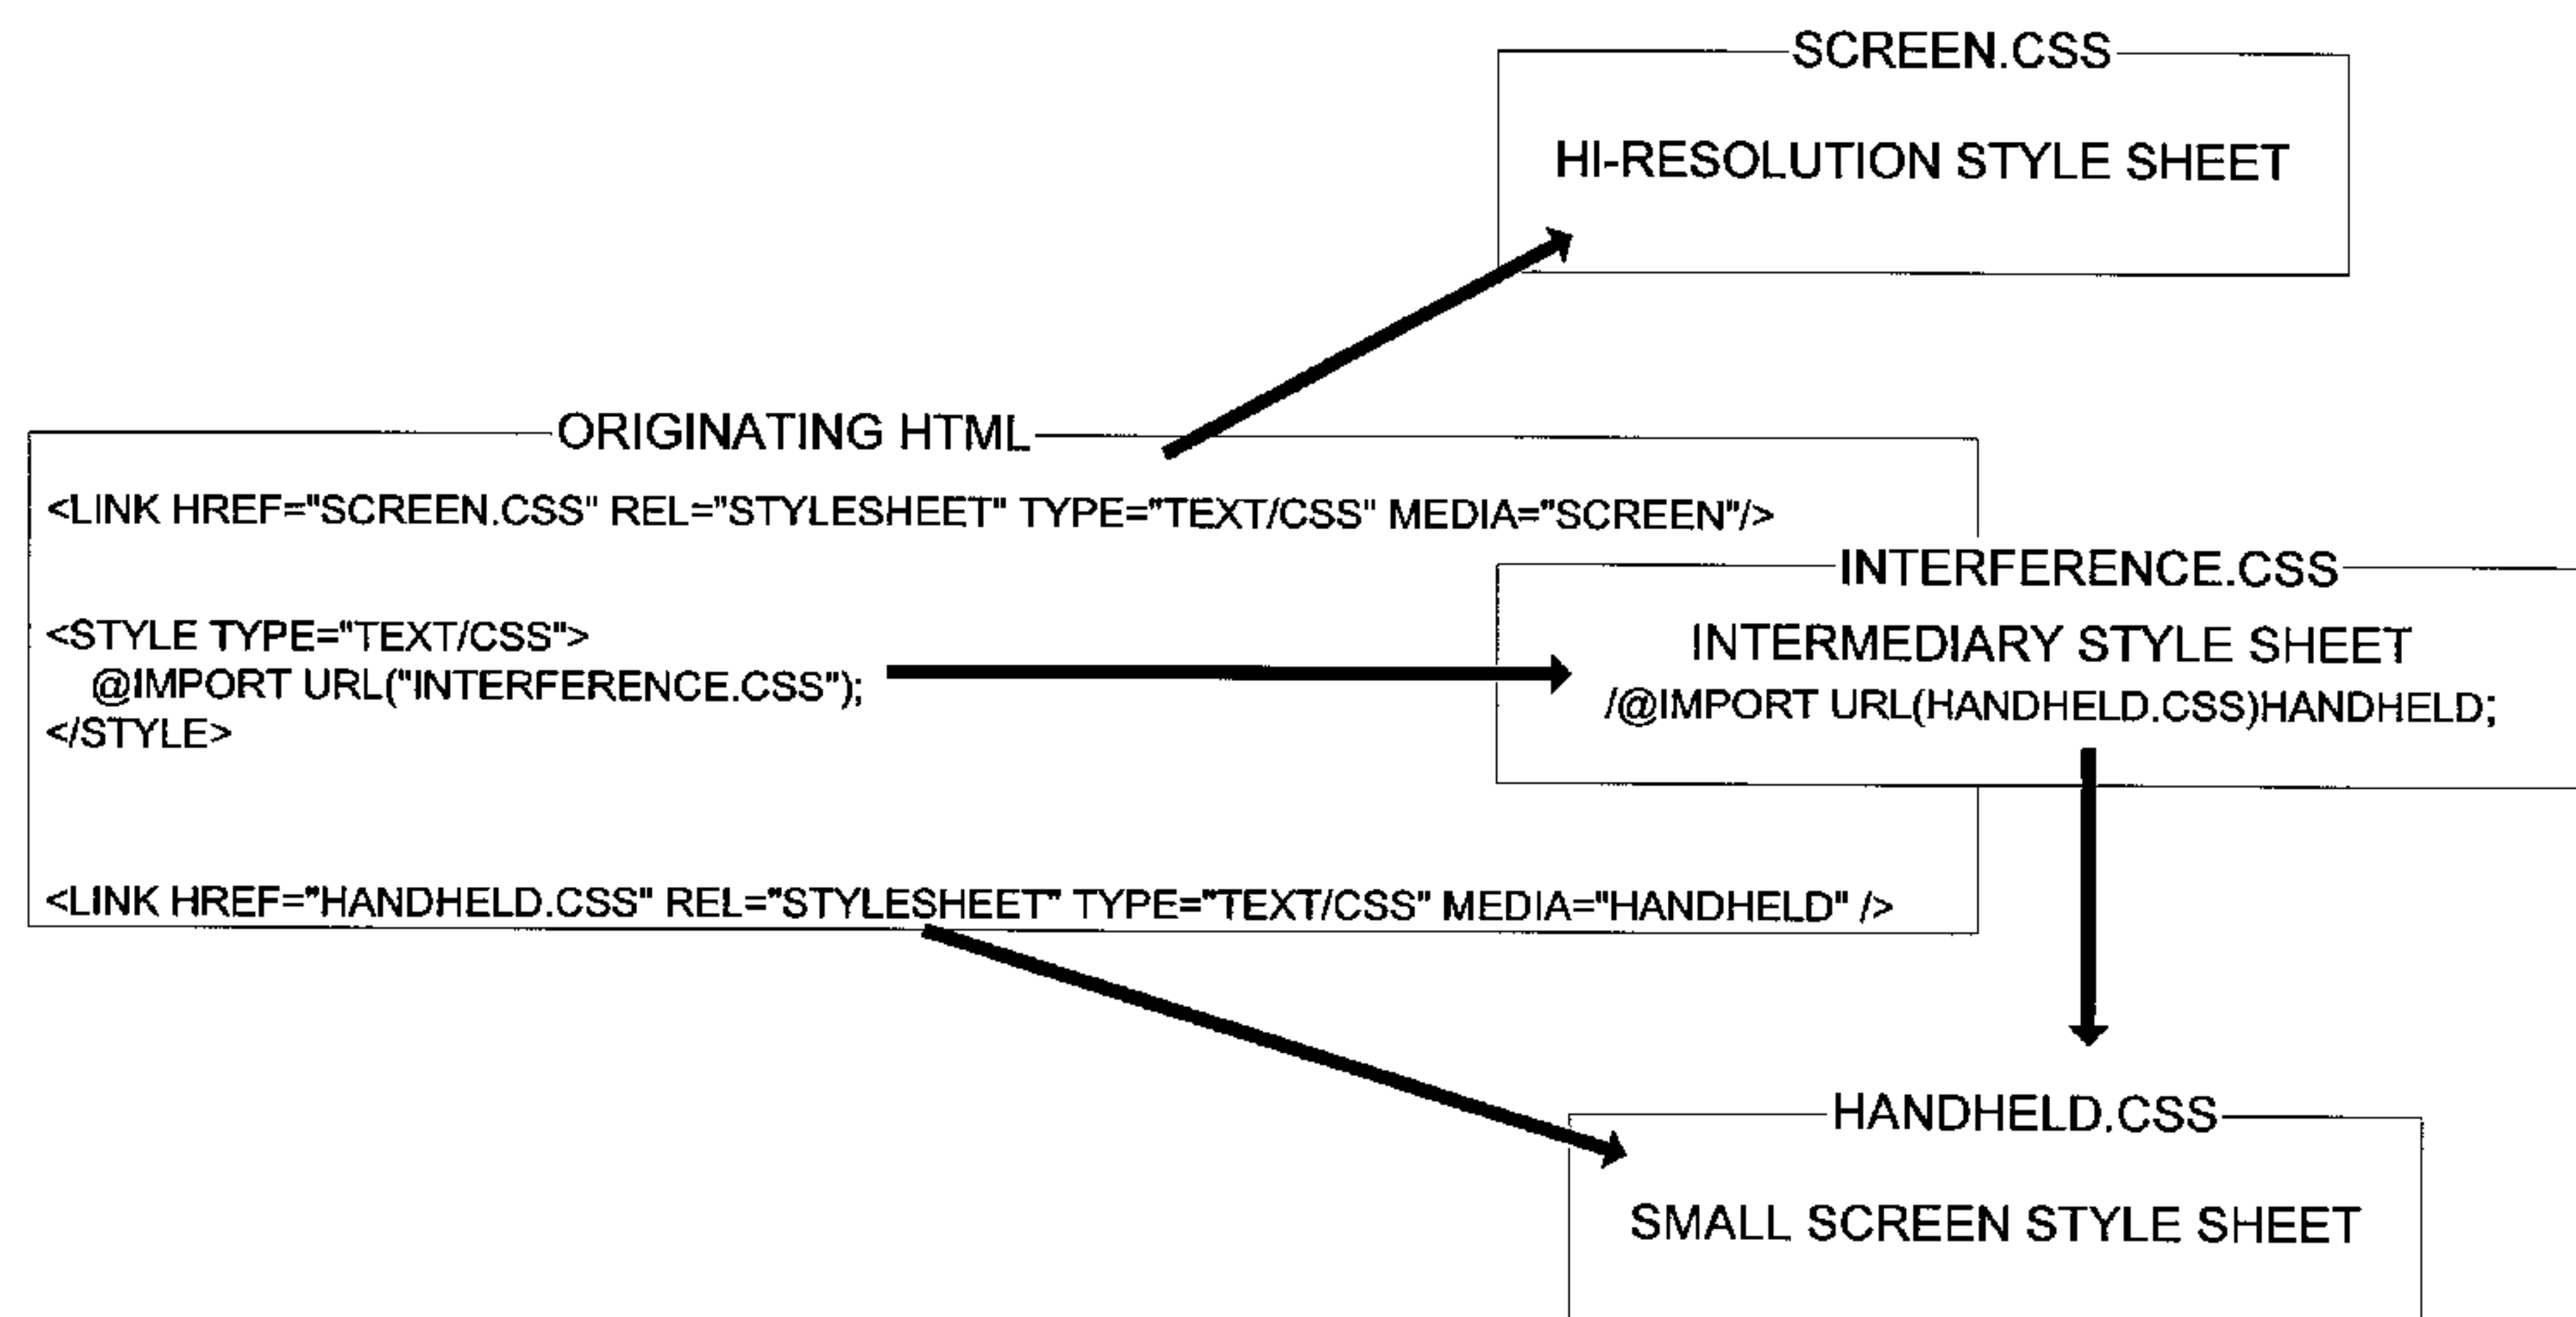 SCREEN.CSS
HI-RESOLUTION STYLE SHEET
ORIGINATING HTML
<LINK HREF="SCREEN.CSS" REL="STYLESHEET" TYPE="TEXT/CSS" MEDIA="SCREEN"/>
<STYLE TYPE="TEXT/CSS">
@IMPORT URL("INTERFERENCE.CSS");
</STYLE>
<LINK HREF="HANDHELD.CSS" REL="STYLESHEET" TYPE="TEXT/CSS" MEDIA="HANDHELD" />
INTERFERENCE.CSS
INTERMEDIARY STYLE SHEET
/@IMPORT URL(HANDHELD.CSS)HANDHELD;
HANDHELD.CSS
SMALL SCREEN STYLE SHEET